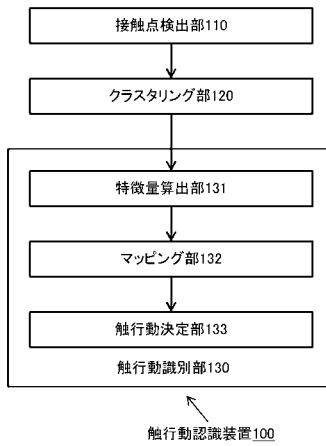 接触点検出部110
クラスタリング部120
特徴量算出部131
マッピング部132
触行動決定部133
触行動識別部130
触行動認識装置100